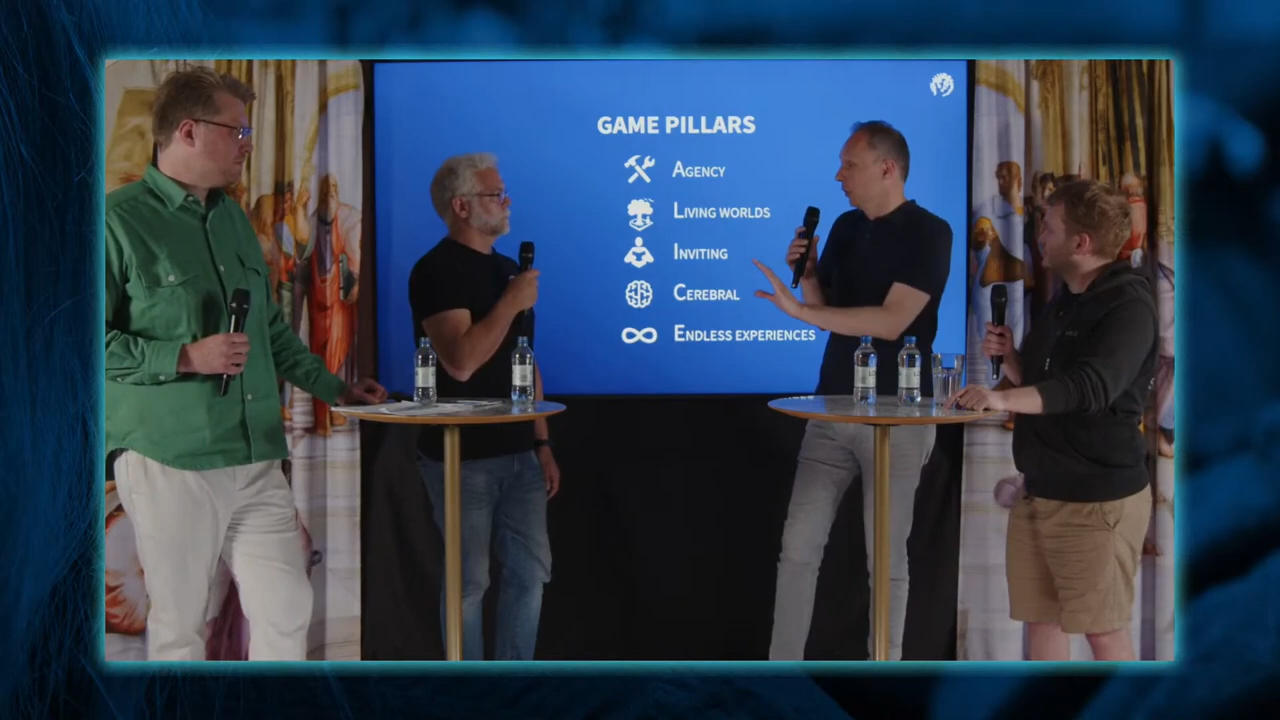 GAME PILLARS
AGENCY
LIVING WORLDS
INVITING
CEREBRAL
ENDLESS EXPERIENCES